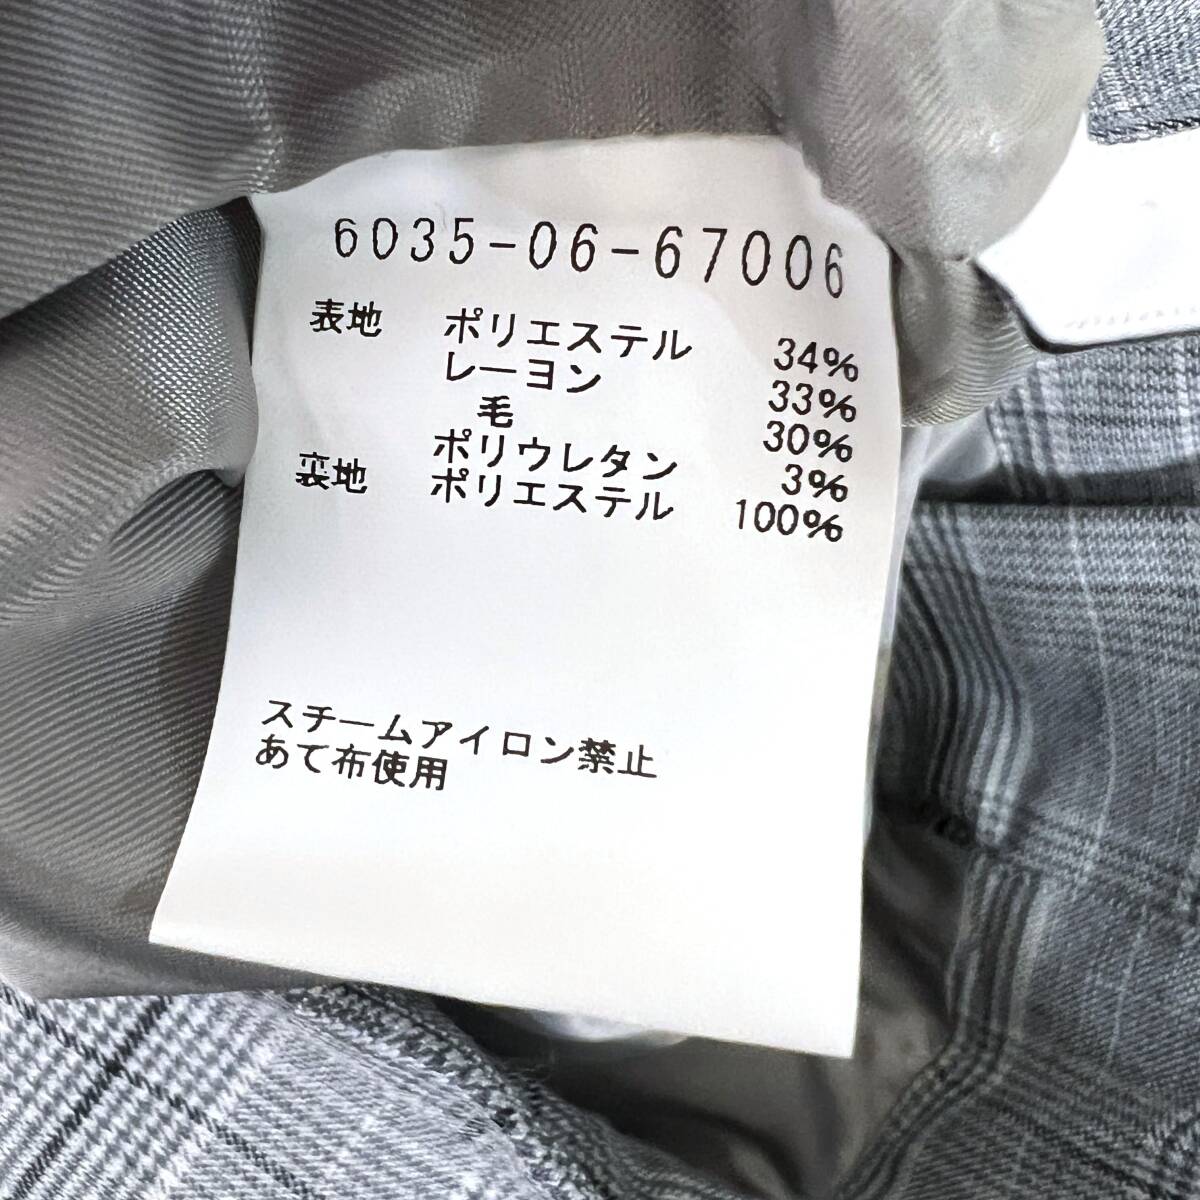 6035-06-67006
表地 ポリエステル 34%
レーヨン 33%
毛 30%
ポリウレタン 3%
裏地 ポリエステル 100%
スチームアイロン禁止
あて布使用